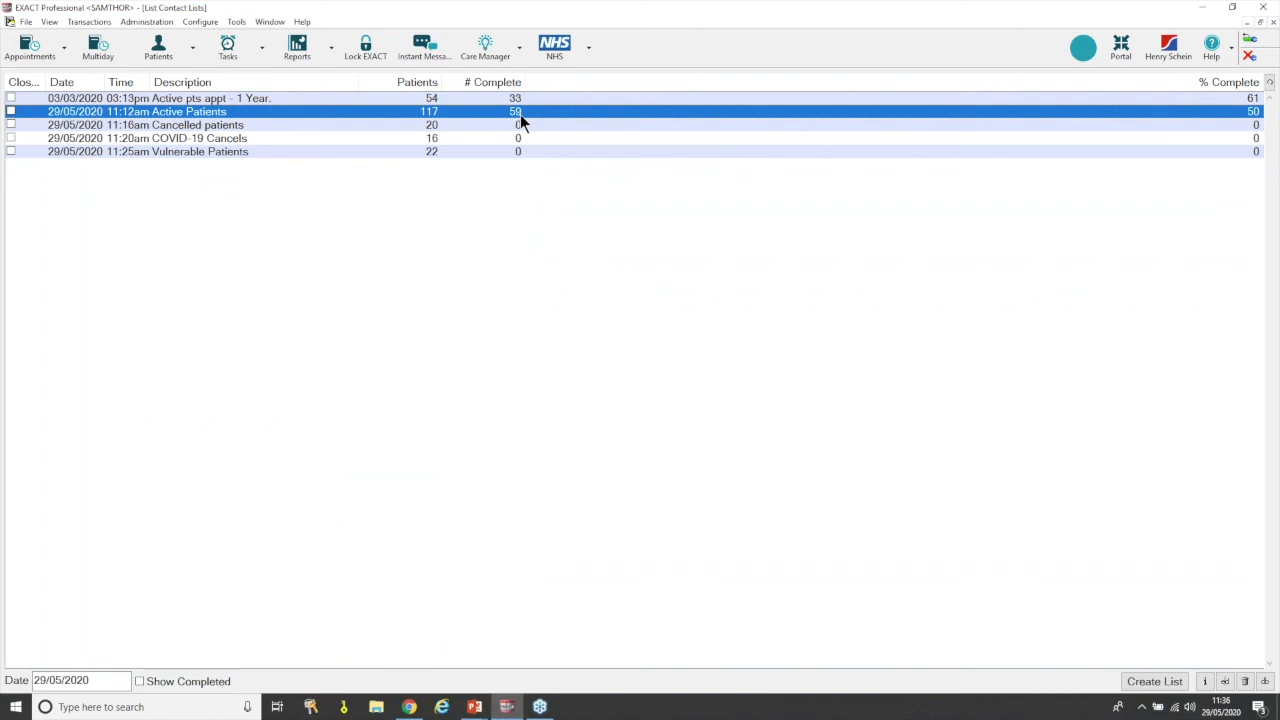 EXACT Professional <SAMTHOR> - [List Contact Lists]
File View Transactions Administration Configure Tools Window Help
Appointments Multiday Patients Tasks Reports Lock EXACT Instant Messa... Care Manager NHS NHS Portal Henry Schein Help
Clos... Date Time Description Patients # Complete % Complete
03/03/2020 03:13pm Active pts appt - 1 Year. 54 33 61
29/05/2020 11:12am Active Patients 117 59 50
29/05/2020 11:16am Cancelled patients 20 0 0
29/05/2020 11:20am COVID-19 Cancels 16 0 0
29/05/2020 11:25am Vulnerable Patients 22 0 0
Date 29/05/2020 Show Completed Create List
Type here to search
11:36
29/05/2020
3